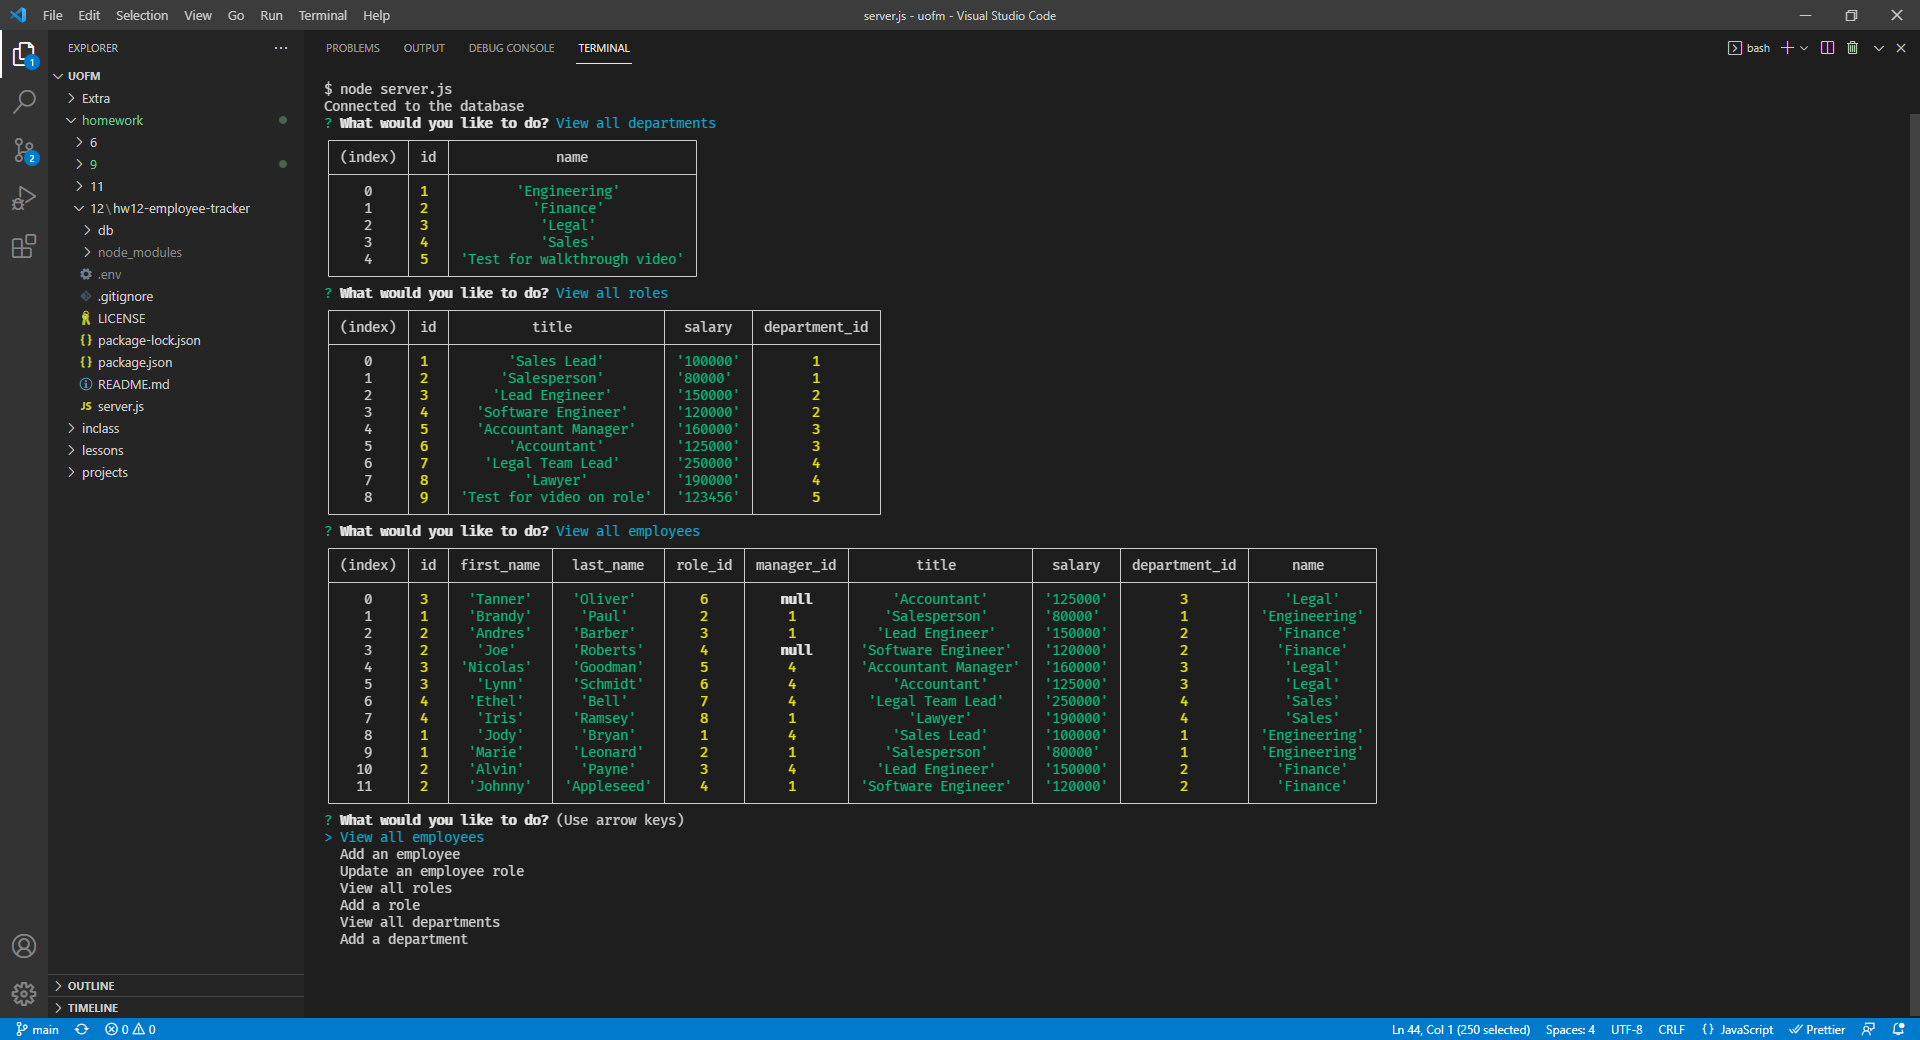 File Edit Selection View Go Run Terminal Help
server.js - uofm - Visual Studio Code
EXPLORER
UOFM
Extra
homework
6
9
11
12\hw12-employee-tracker
db
node_modules
.env
.gitignore
LICENSE
package-lock.json
package.json
README.md
JS server.js
inclass
lessons
projects
OUTLINE
TIMELINE
1
2
PROBLEMS OUTPUT DEBUG CONSOLE TERMINAL
bash
$ node server.js
Connected to the database
? What would you like to do? View all departments
(index) id name
0 1 'Engineering'
1 2 'Finance'
2 3 'Legal'
3 4 'Sales'
4 5 'Test for walkthrough video'
? What would you like to do? View all roles
(index) id title salary department_id
0 1 'Sales Lead' '100000' 1
1 2 'Salesperson' '80000' 1
2 3 'Lead Engineer' '150000' 2
3 4 'Software Engineer' '120000' 2
4 5 'Accountant Manager' '160000' 3
5 6 'Accountant' '125000' 3
6 7 'Legal Team Lead' '250000' 4
7 8 'Lawyer' '190000' 4
8 9 'Test for video on role' '123456' 5
? What would you like to do? View all employees
(index) id first_name last_name role_id manager_id title salary department_id name
0 3 'Tanner' 'Oliver' 6 null 'Accountant' '125000' 3 'Legal'
1 1 'Brandy' 'Paul' 2 1 'Salesperson' '80000' 1 'Engineering'
2 2 'Andres' 'Barber' 3 1 'Lead Engineer' '150000' 2 'Finance'
3 2 'Joe' 'Roberts' 4 null 'Software Engineer' '120000' 2 'Finance'
4 3 'Nicolas' 'Goodman' 5 4 'Accountant Manager' '160000' 3 'Legal'
5 3 'Lynn' 'Schmidt' 6 4 'Accountant' '125000' 3 'Legal'
6 4 'Ethel' 'Bell' 7 4 'Legal Team Lead' '250000' 4 'Sales'
7 4 'Iris' 'Ramsey' 8 1 'Lawyer' '190000' 4 'Sales'
8 1 'Jody' 'Bryan' 1 4 'Sales Lead' '100000' 1 'Engineering'
9 1 'Marie' 'Leonard' 2 1 'Salesperson' '80000' 1 'Engineering'
10 2 'Alvin' 'Payne' 3 4 'Lead Engineer' '150000' 2 'Finance'
11 2 'Johnny' 'Appleseed' 4 1 'Software Engineer' '120000' 2 'Finance'
? What would you like to do? (Use arrow keys)
> View all employees
Add an employee
Update an employee role
View all roles
Add a role
View all departments
Add a department
main 0 0 Ln 44, Col 1 (250 selected) Spaces: 4 UTF-8 CRLF {} JavaScript Prettier